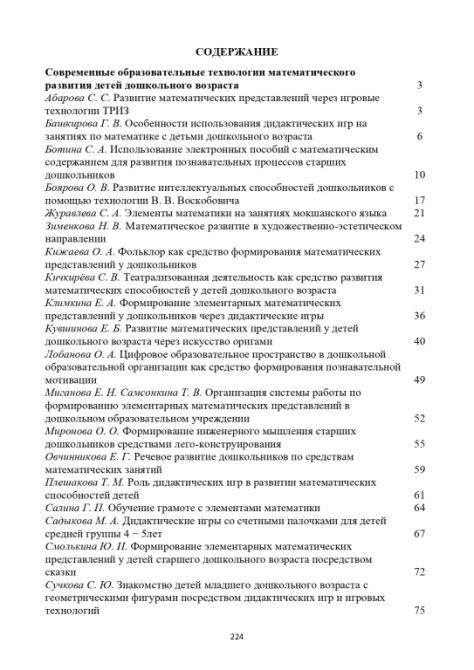 СОДЕРЖАНИЕ
Современные образовательные технологии математического
развития детей дошкольного возраста 3
Абарова С. С. Развитие математических представлений через игровые
технологии ТРИЗ 3
Башкирова Г. В. Особенности использования дидактических игр на
занятиях по математике с детьми дошкольного возраста 6
Ботина С. А. Использование электронных пособий с математическим
содержанием для развития познавательных процессов старших
дошкольников 10
Боярова О. В. Развитие интеллектуальных способностей дошкольников с
помощью технологии В. В. Воскобовича 17
Журавлева С. А. Элементы математики на занятиях мокшанского языка 21
Зименкова Н. В. Математическое развитие в художественно-эстетическом
направлении 24
Кижаева О. А. Фольклор как средство формирования математических
представлений у дошкольников 27
Кичкирёва С. В. Театрализованная деятельность как средство развития
математических способностей у детей дошкольного возраста 31
Климкина Е. А. Формирование элементарных математических
представлений у дошкольников через дидактические игры 36
Кувшинова Е. Б. Развитие математических представлений у детей
дошкольного возраста через искусство оригами 40
Лобанова О. А. Цифровое образовательное пространство в дошкольной
образовательной организации как средство формирования познавательной
мотивации 49
Миганова Е. Н. Самсонкина Т. В. Организация системы работы по
формированию элементарных математических представлений в
дошкольном образовательном учреждении 52
Миронова О. О. Формирование инженерного мышления старших
дошкольников средствами лего-конструирования 55
Овчинникова Е. Г. Речевое развитие дошкольников по средствам
математических занятий 59
Плешакова Т. М. Роль дидактических игр в развитии математических
способностей детей 61
Салина Г. П. Обучение грамоте с элементами математики 64
Садыкова М. А. Дидактические игры со счетными палочками для детей
средней группы 4 − 5лет 67
Смолькина Ю. П. Формирование элементарных математических
представлений у детей старшего дошкольного возраста посредством
сказки 72
Сучкова С. Ю. Знакомство детей младшего дошкольного возраста с
геометрическими фигурами посредством дидактических игр и игровых
технологий 75
224